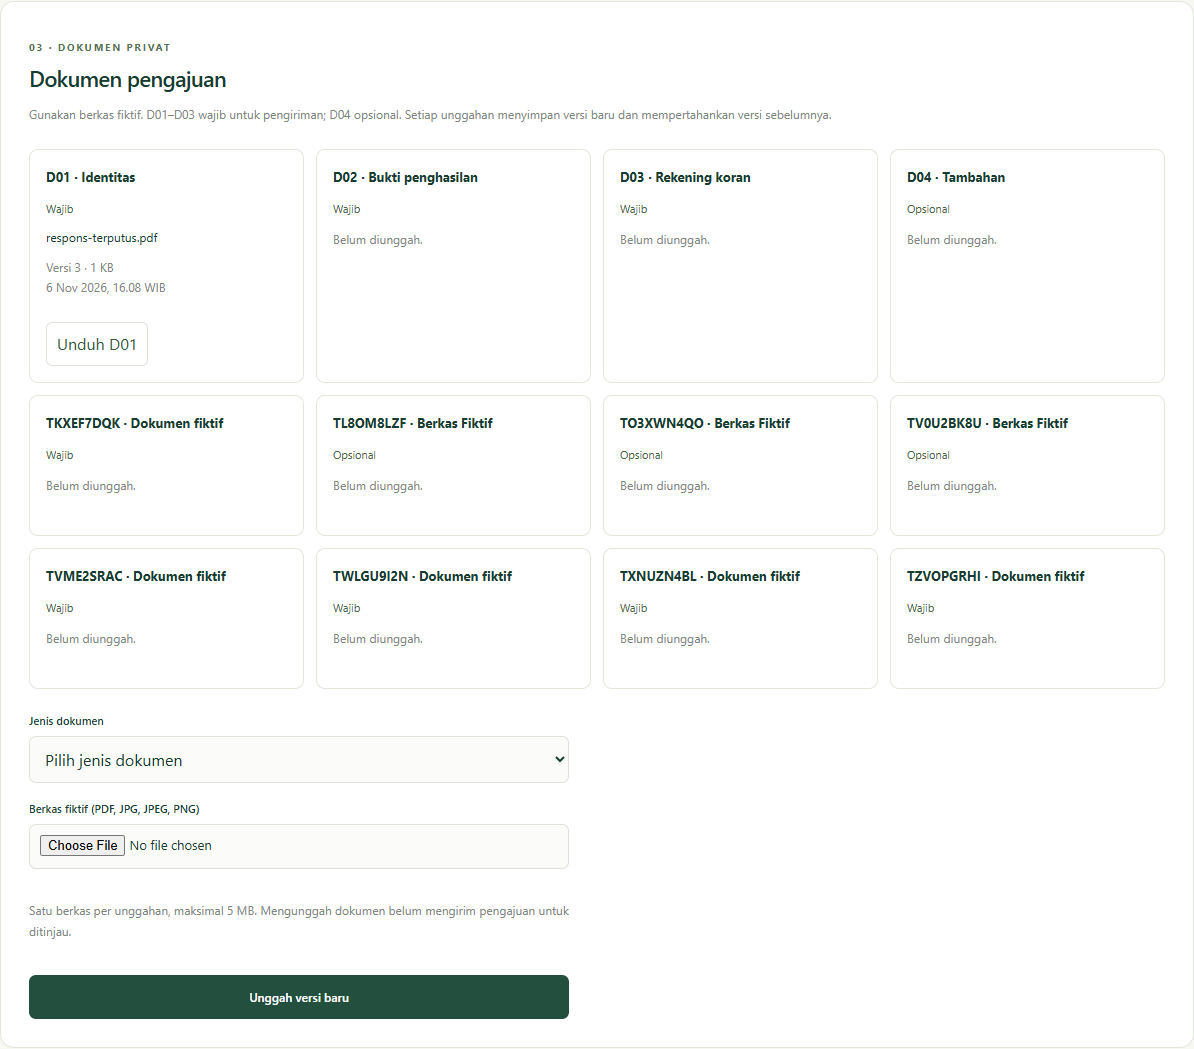 03 · DOKUMEN PRIVAT
Dokumen pengajuan
Gunakan berkas fiktif. D01–D03 wajib untuk pengiriman; D04 opsional. Setiap unggahan menyimpan versi baru dan mempertahankan versi sebelumnya.
D01 · Identitas
Wajib
respons-terputus.pdf
Versi 3 · 1 KB
6 Nov 2026, 16.08 WIB
Unduh D01
D02 · Bukti penghasilan
Wajib
Belum diunggah.
D03 · Rekening koran
Wajib
Belum diunggah.
D04 · Tambahan
Opsional
Belum diunggah.
TKXEF7DQK · Dokumen fiktif
Wajib
Belum diunggah.
TL8OM8LZF · Berkas Fiktif
Opsional
Belum diunggah.
TO3XWN4QO · Berkas Fiktif
Opsional
Belum diunggah.
TV0U2BK8U · Berkas Fiktif
Opsional
Belum diunggah.
TVME2SRAC · Dokumen fiktif
Wajib
Belum diunggah.
TWLGU9I2N · Dokumen fiktif
Wajib
Belum diunggah.
TXNUZN4BL · Dokumen fiktif
Wajib
Belum diunggah.
TZVOPGRHI · Dokumen fiktif
Wajib
Belum diunggah.
Jenis dokumen
Pilih jenis dokumen
Berkas fiktif (PDF, JPG, JPEG, PNG)
Choose File No file chosen
Satu berkas per unggahan, maksimal 5 MB. Mengunggah dokumen belum mengirim pengajuan untuk
ditinjau.
Unggah versi baru